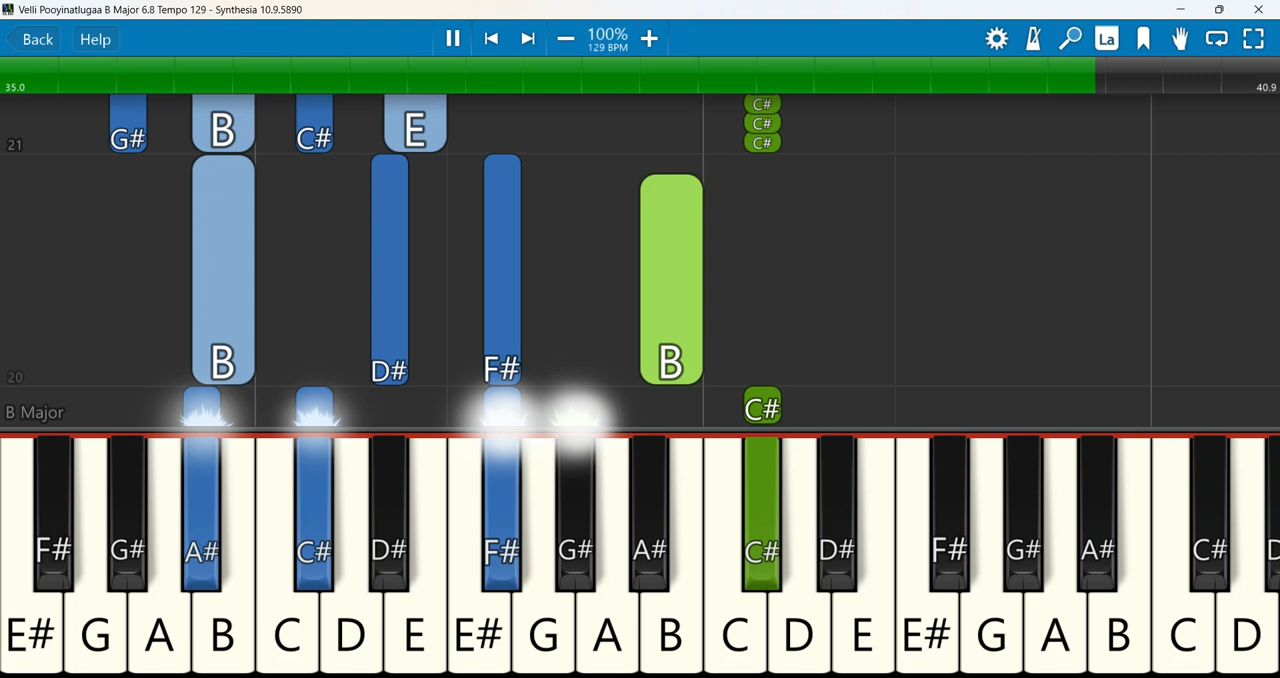 Velli Pooyinatlugaa B Major 6.8 Tempo 129 - Synthesia 10.9.5890
Back Help 100% La
129 BPM
35.0 40.9
C#
G# B C# E C#
21 C#
B D# F# B
20
B Major C#
F# G# A# C# D# F# G# A# C# D# F# G# A# C# D
E# G A B C D E E# G A B C D E E# G A B C D